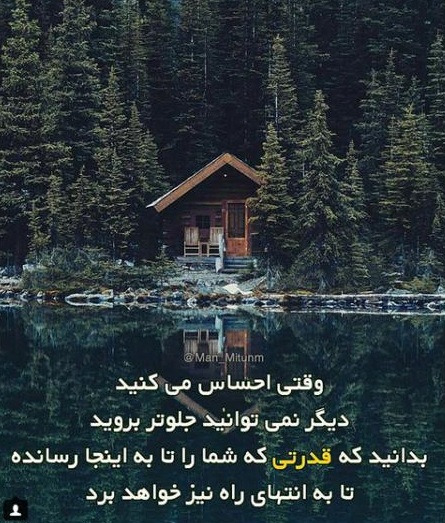 @Man_Mitunm
وقتی احساس می کنید
دیگر نمی توانید جلوتر بروید
بدانید که قدرتی که شما را تا به اینجا رسانده
تا به انتهای راه نیز خواهد برد